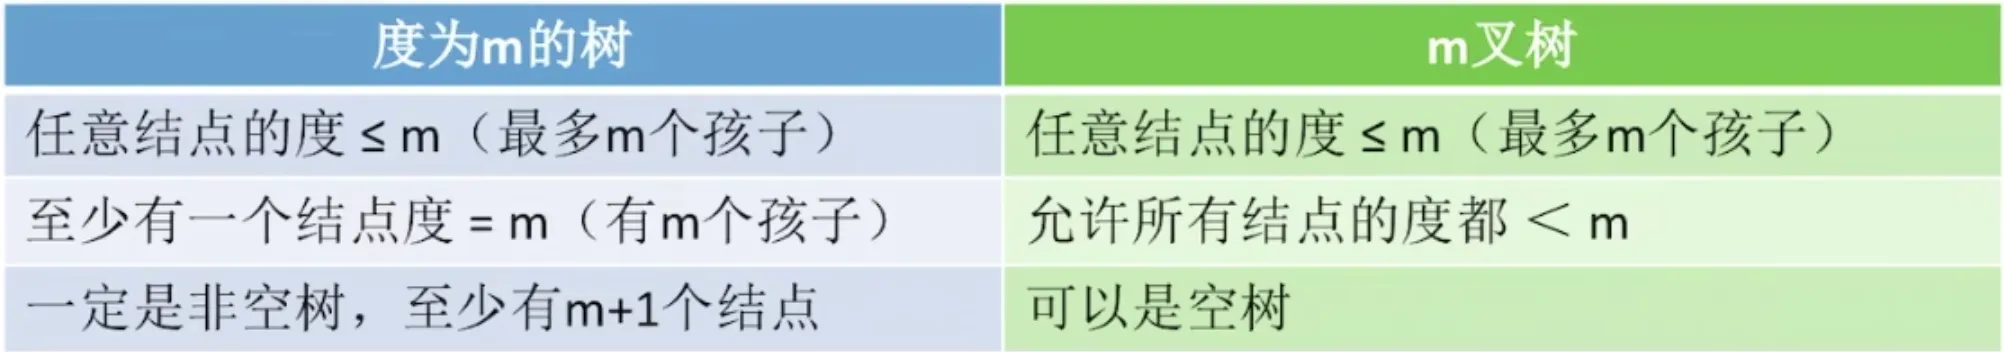 度为m的树
m叉树
任意结点的度 ≤ m（最多m个孩子）
任意结点的度 ≤ m（最多m个孩子）
至少有一个结点度 = m（有m个孩子）
允许所有结点的度都 ＜ m
一定是非空树，至少有m+1个结点
可以是空树